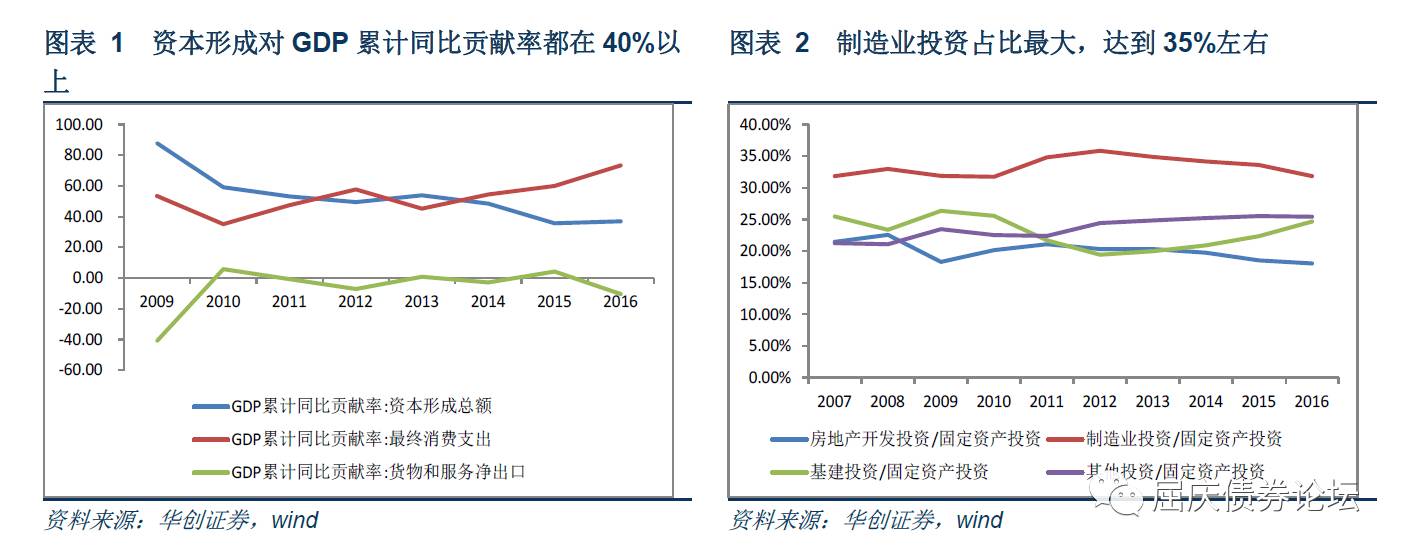 图表 1 资本形成对 GDP 累计同比贡献率都在 40%以
上
100.00
80.00
60.00
40.00
20.00
0.00
-20.00
-40.00
-60.00
2009 2010 2011 2012 2013 2014 2015 2016
GDP累计同比贡献率:资本形成总额
GDP累计同比贡献率:最终消费支出
GDP累计同比贡献率:货物和服务净出口
资料来源：华创证券，wind
图表 2 制造业投资占比最大，达到 35%左右
40.00%
35.00%
30.00%
25.00%
20.00%
15.00%
10.00%
5.00%
0.00%
2007 2008 2009 2010 2011 2012 2013 2014 2015 2016
房地产开发投资/固定资产投资 制造业投资/固定资产投资
基建投资/固定资产投资 其他投资/固定资产投资
屈庆债券论坛
资料来源：华创证券，wind